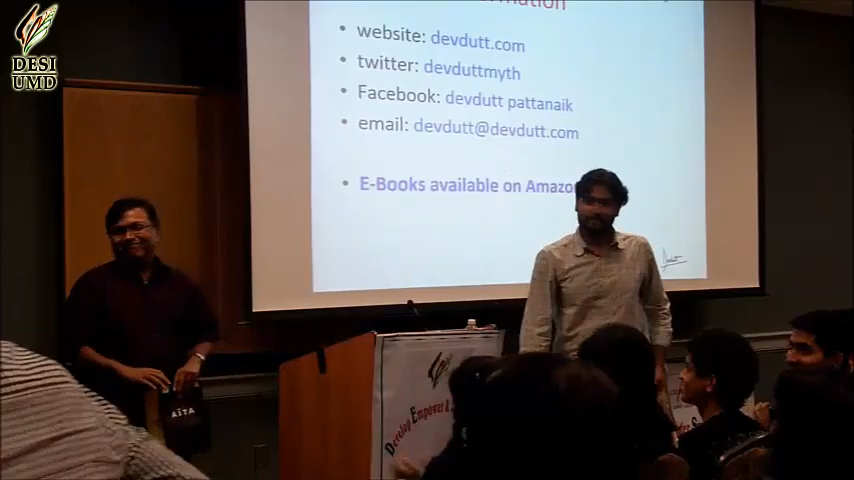 DESI
UMD
website: devdutt.com
twitter: devduttmyth
Facebook: devdutt pattanaik
email: devdutt@devdutt.com
E-Books available on Amazo
AITA
Develop Empower &